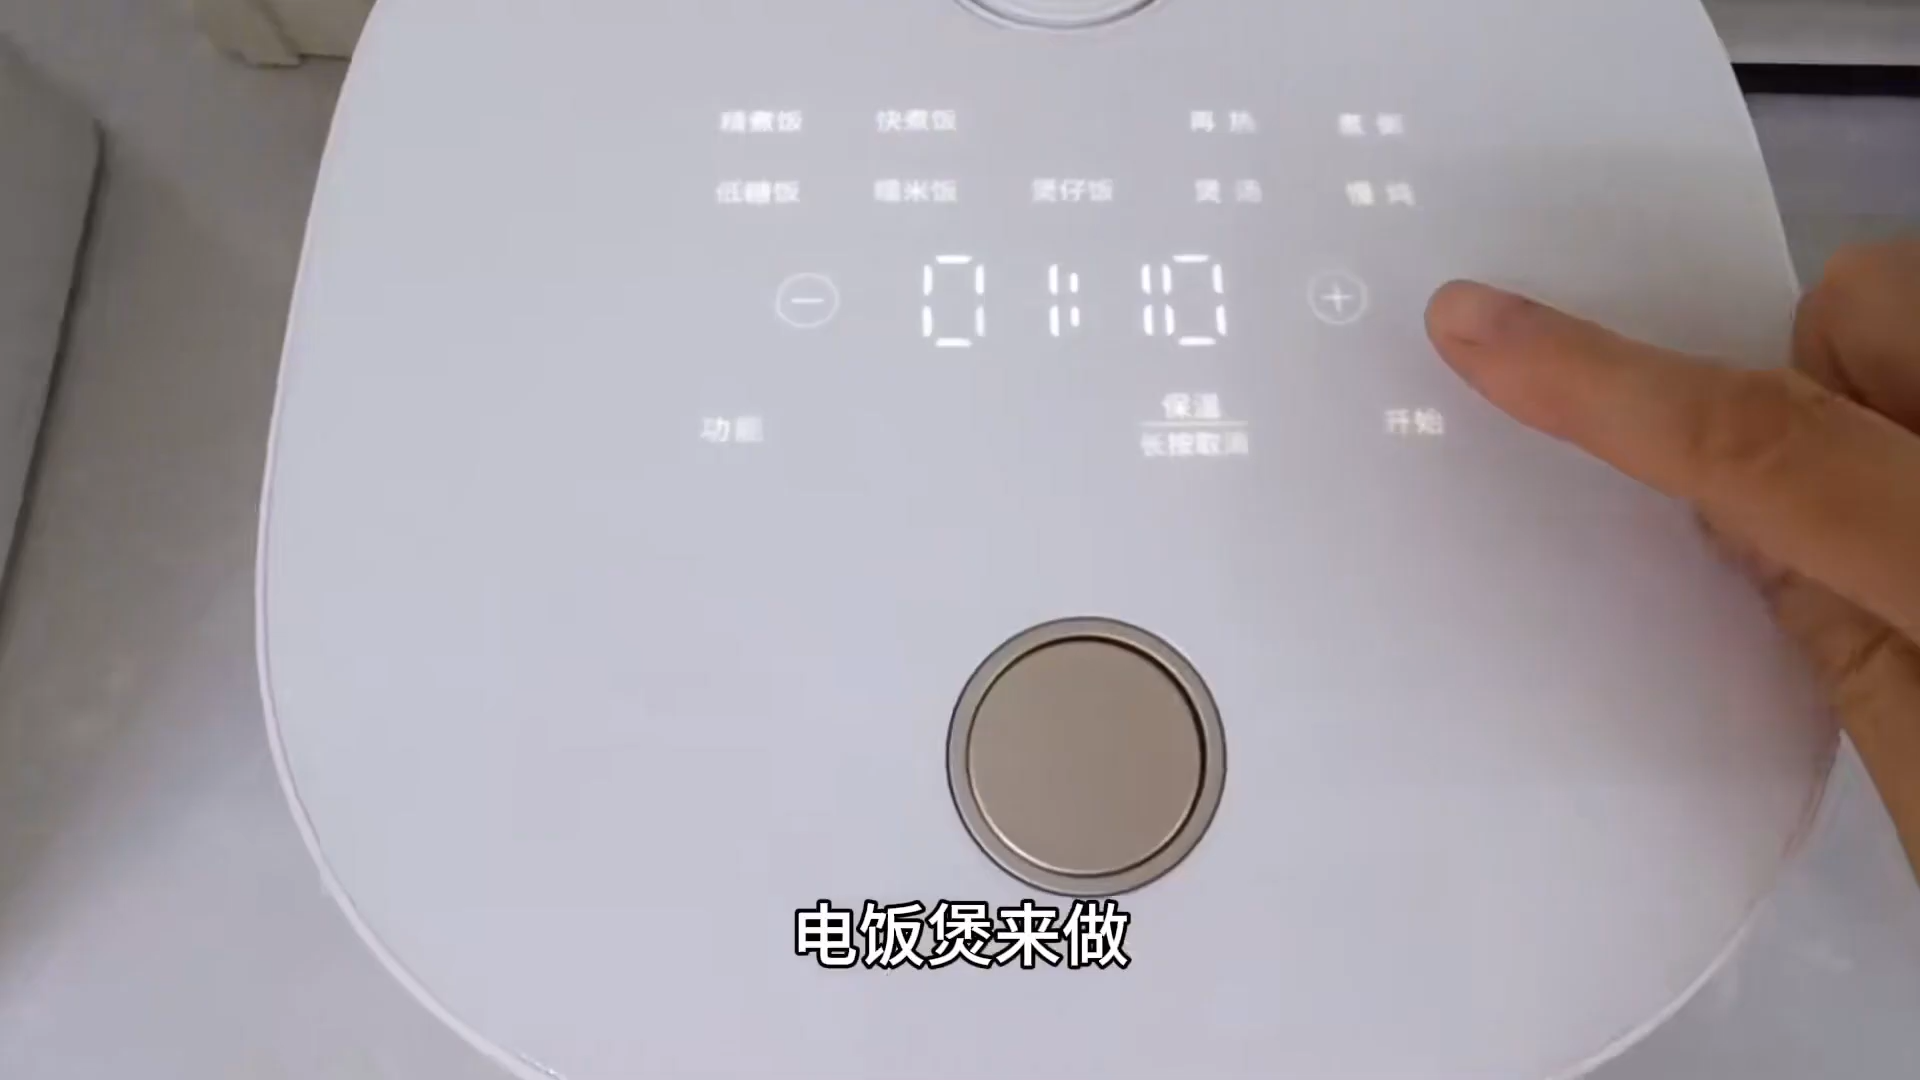 精煮饭 快煮饭 再热 蒸煮
低糖饭 糯米饭 煲仔饭 煲汤 慢炖
01:10
功能 保温 开始
长按取消
电饭煲来做